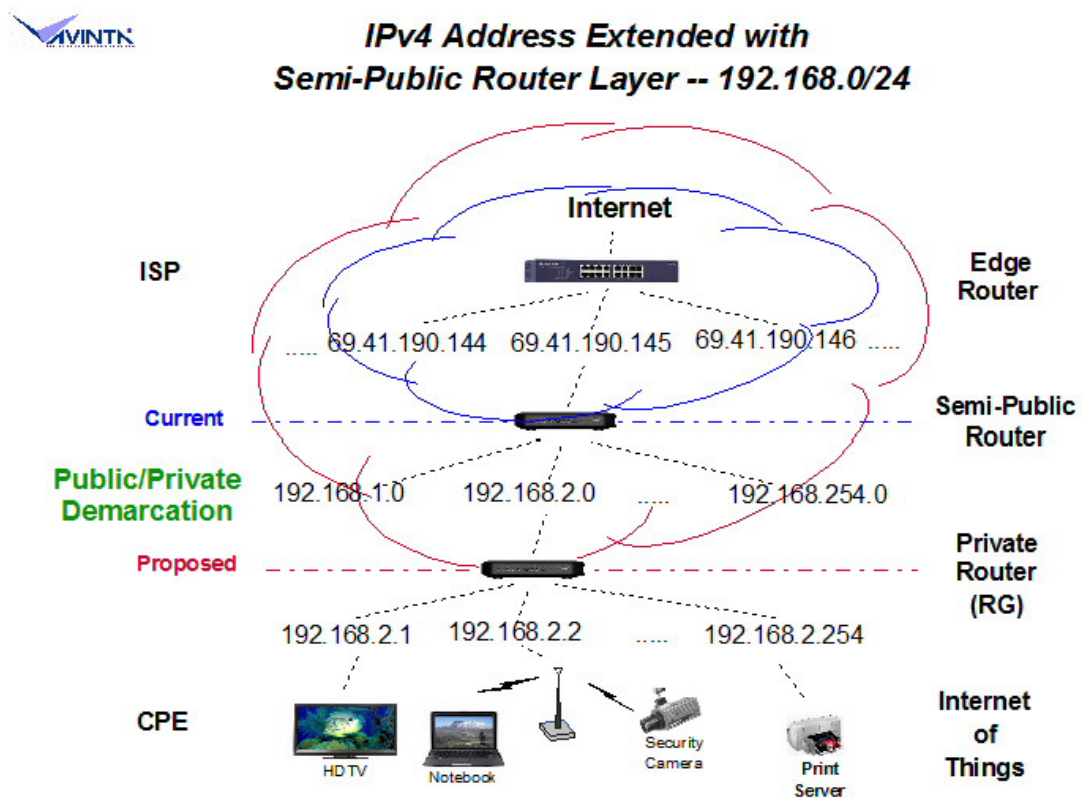 AVINTA
IPv4 Address Extended with
Semi-Public Router Layer -- 192.168.0/24
Internet
ISP
Edge
Router
..... 69.41.190.144 69.41.190.145 69.41.190.146 .....
Current
Semi-Public
Router
Public/Private
Demarcation
192.168.1.0 192.168.2.0 ..... 192.168.254.0
Proposed
Private
Router
(RG)
192.168.2.1 192.168.2.2 ..... 192.168.2.254
CPE
Internet
of
Things
HDTV
Notebook
Security
Camera
Print
Server